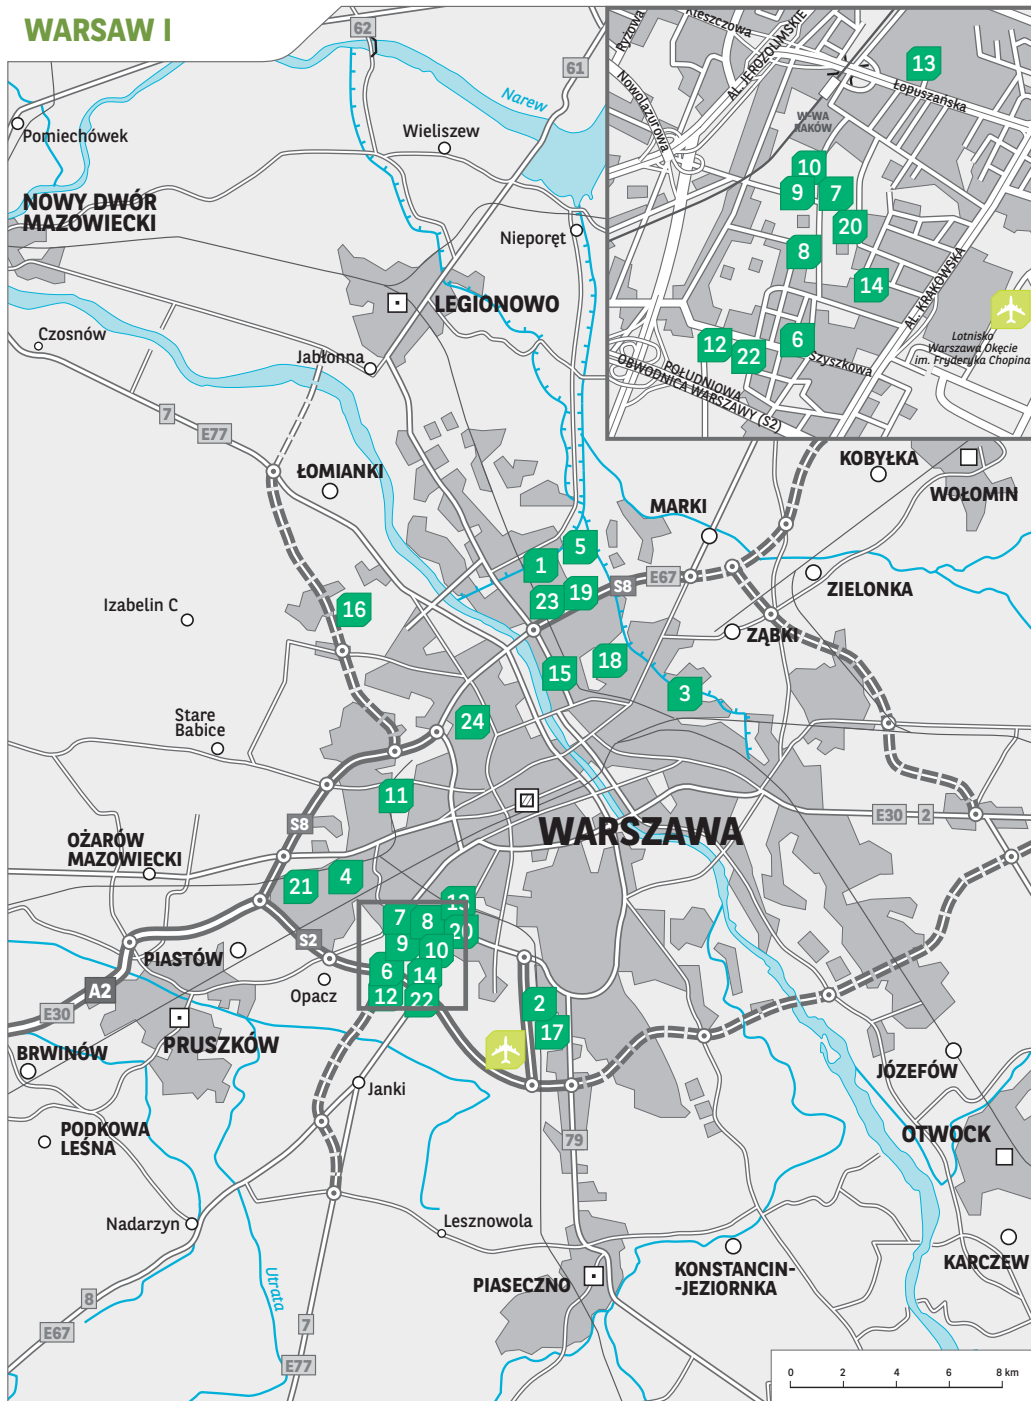 WARSAW I
62
61
Narew
Pomiechówek
Wieliszew
NOWY DWÓR
MAZOWIECKI
Nieporęt
LEGIONOWO
Czosnów
Jabłonna
7
E77
ŁOMIANKI
Kleszczowa
Ryżowa
AL. JEROZOLIMSKIE
Nowolazurowa
13
Łopuszańska
W-WA
RAKÓW
10
9
7
20
8
14
AL. KRAKOWSKA
6
12
22
szyszkowa
Lotnisko
Warszawa Okęcie
im. Fryderyka Chopina
POŁUDNIOWA
OBWODNICA WARSZAWY (S2)
KOBYŁKA
WOŁOMIN
MARKI
5
1
E67
S8
19
23
ZIELONKA
Izabelin C
16
ZĄBKI
18
15
3
Stare
Babice
24
11
WARSZAWA
E30
2
S8
OŻARÓW
MAZOWIECKI
4
21
13
7
8
20
9
10
S2
PIASTÓW
6
14
Opacz
12
22
A2
E30
2
17
PRUSZKÓW
BRWINÓW
JÓZEFÓW
Janki
PODKOWA
LEŚNA
79
OTWOCK
Nadarzyn
Lesznowola
KARCZEW
KONSTANCIN-
-JEZIORNKA
PIASECZNO
Utrata
8
7
E67
E77
0
2
4
6
8 km